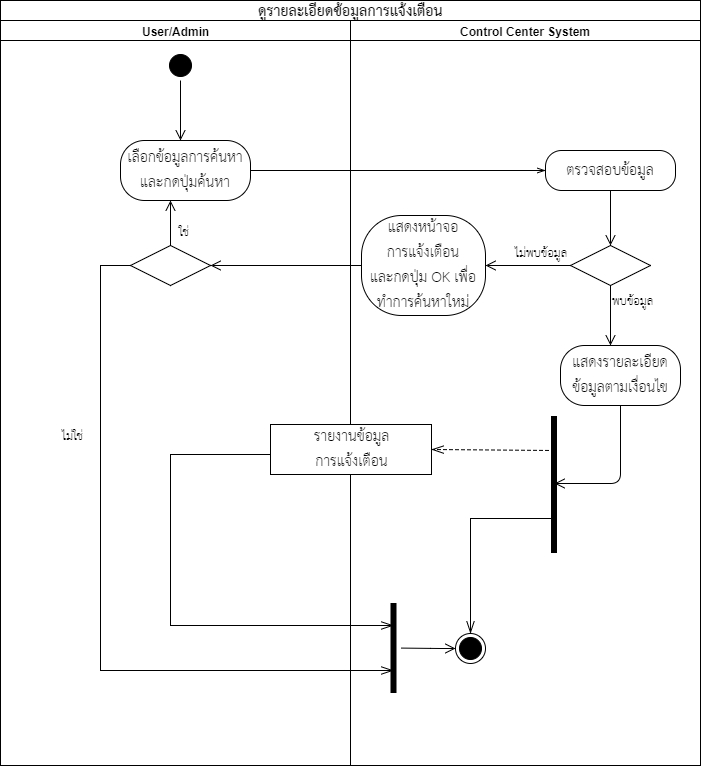 ดูรายละเอียดข้อมูลการแจ้งเตือน
User/Admin
Control Center System
เลือกข้อมูลการค้นหา
และกดปุ่มค้นหา
ตรวจสอบข้อมูล
ใช่
แสดงหน้าจอ
การแจ้งเตือน
และกดปุ่ม OK เพื่อ
ทำการค้นหาใหม่
ไม่พบข้อมูล
พบข้อมูล
แสดงรายละเอียด
ข้อมูลตามเงื่อนไข
ไม่ใช่
รายงานข้อมูล
การแจ้งเตือน